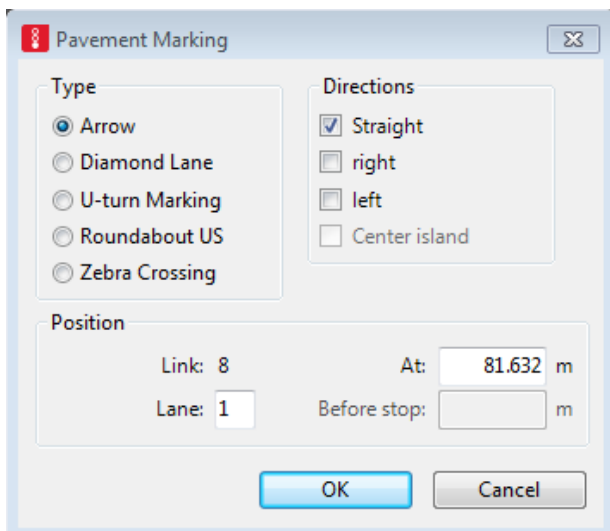 Pavement Marking
Type
Arrow
Diamond Lane
U-turn Marking
Roundabout US
Zebra Crossing
Directions
Straight
right
left
Center island
Position
Link: 8
At: 81.632 m
Lane: 1
Before stop: m
OK
Cancel